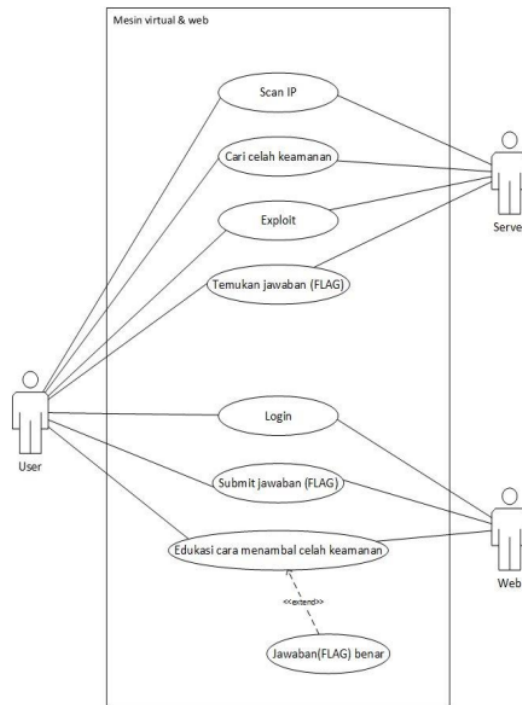 Mesin virtual & web
Scan IP
Cari celah keamanan
Exploit
Server
Temukan jawaban (FLAG)
Login
User
Submit jawaban (FLAG)
Edukasi cara menambal celah keamanan
Web
<<extend>>
Jawaban(FLAG) benar